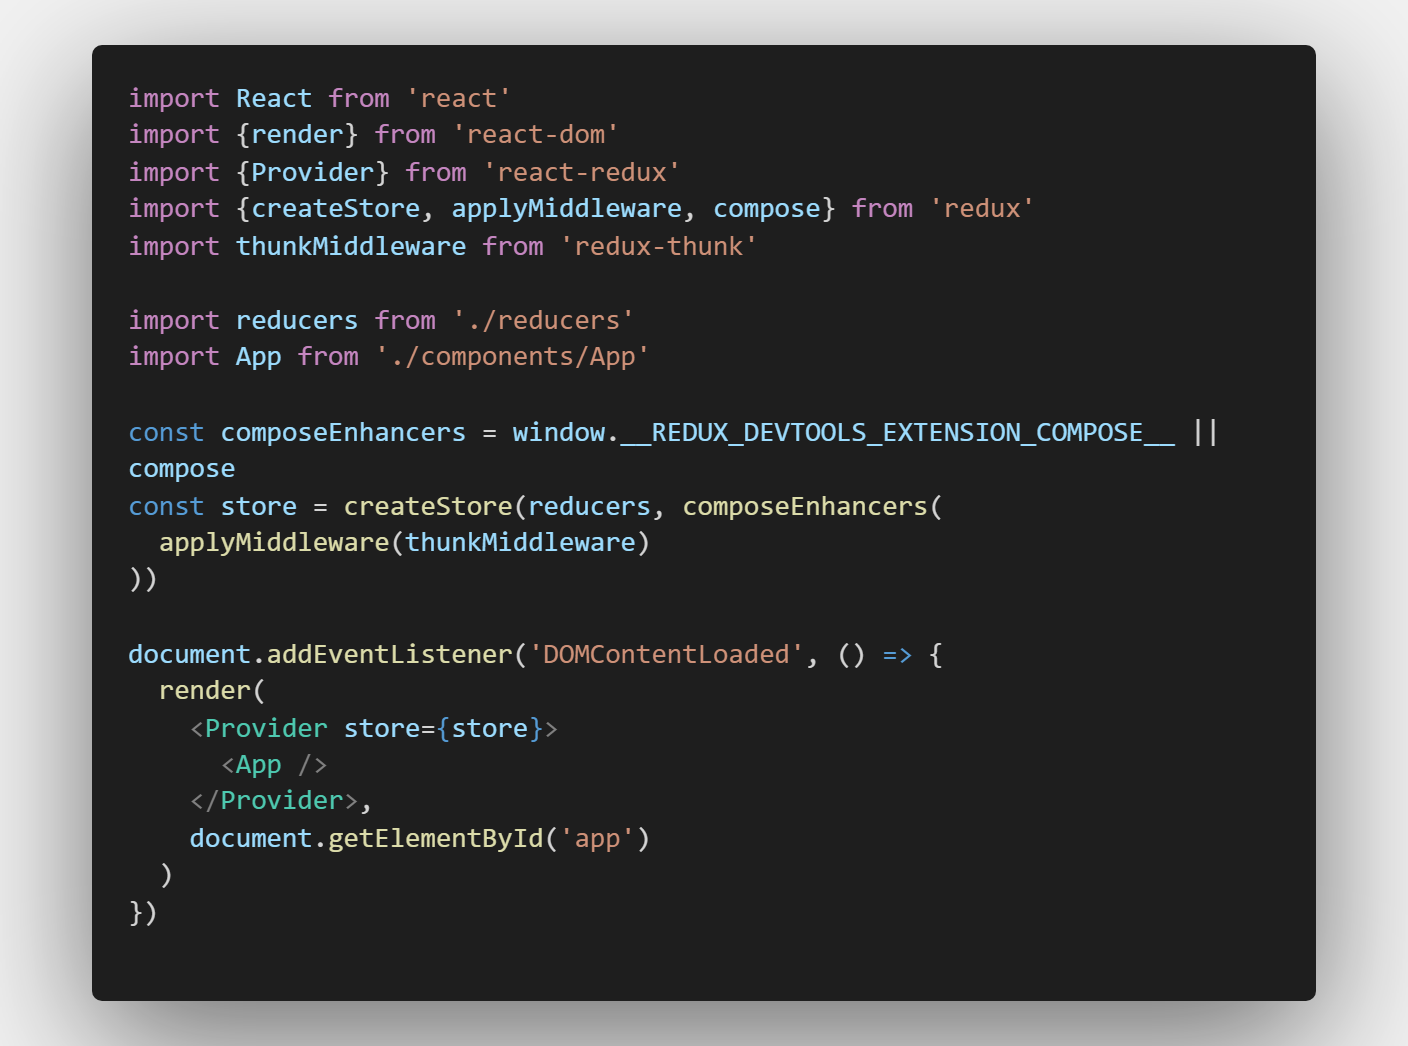 import React from 'react'
import {render} from 'react-dom'
import {Provider} from 'react-redux'
import {createStore, applyMiddleware, compose} from 'redux'
import thunkMiddleware from 'redux-thunk'

import reducers from './reducers'
import App from './components/App'

const composeEnhancers = window.__REDUX_DEVTOOLS_EXTENSION_COMPOSE__ ||
compose
const store = createStore(reducers, composeEnhancers(
  applyMiddleware(thunkMiddleware)
))

document.addEventListener('DOMContentLoaded', () => {
  render(
    <Provider store={store}>
      <App />
    </Provider>,
    document.getElementById('app')
  )
})